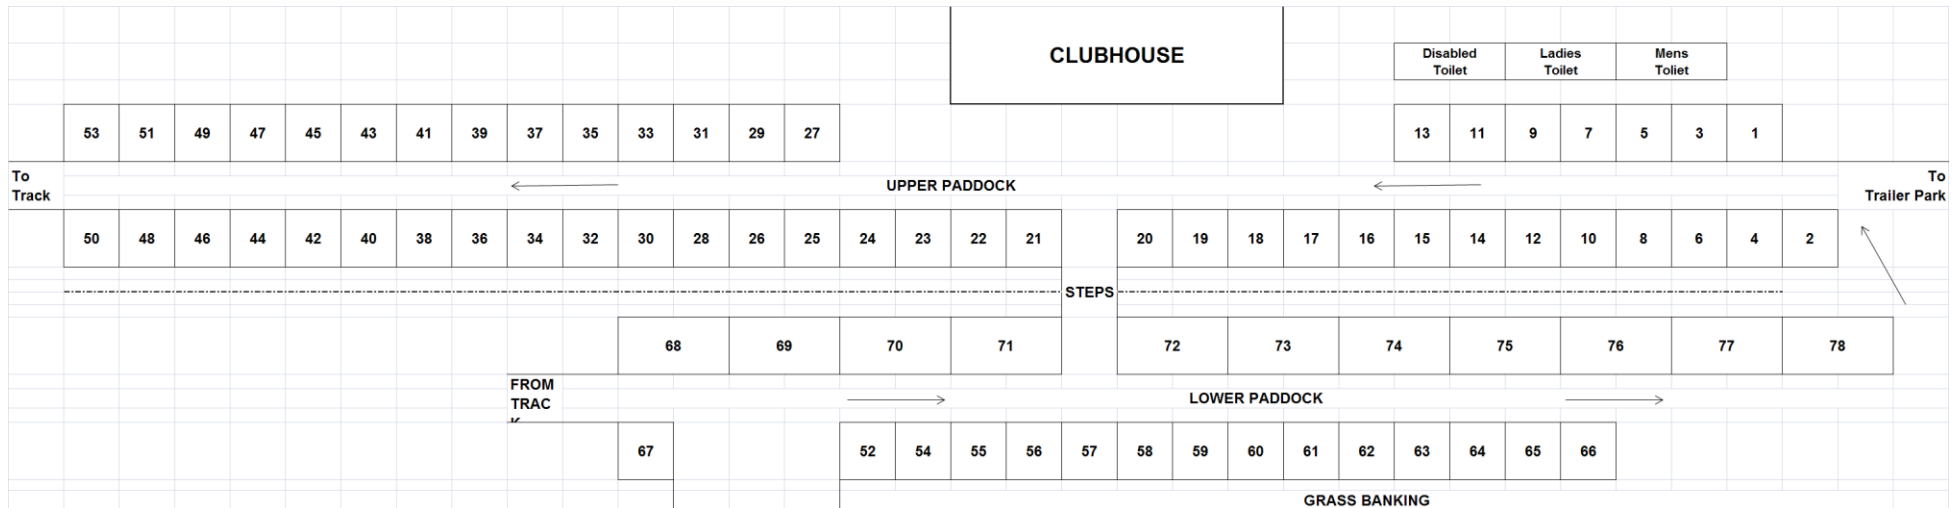 CLUBHOUSE
Disabled Ladies Mens
Toilet Toilet Toliet
53 51 49 47 45 43 41 39 37 35 33 31 29 27 13 11 9 7 5 3 1
To
Track
UPPER PADDOCK
To
Trailer Park
50 48 46 44 42 40 38 36 34 32 30 28 26 25 24 23 22 21 20 19 18 17 16 15 14 12 10 8 6 4 2
STEPS
68 69 70 71 72 73 74 75 76 77 78
FROM
TRAC
K
LOWER PADDOCK
67 52 54 55 56 57 58 59 60 61 62 63 64 65 66
GRASS BANKING